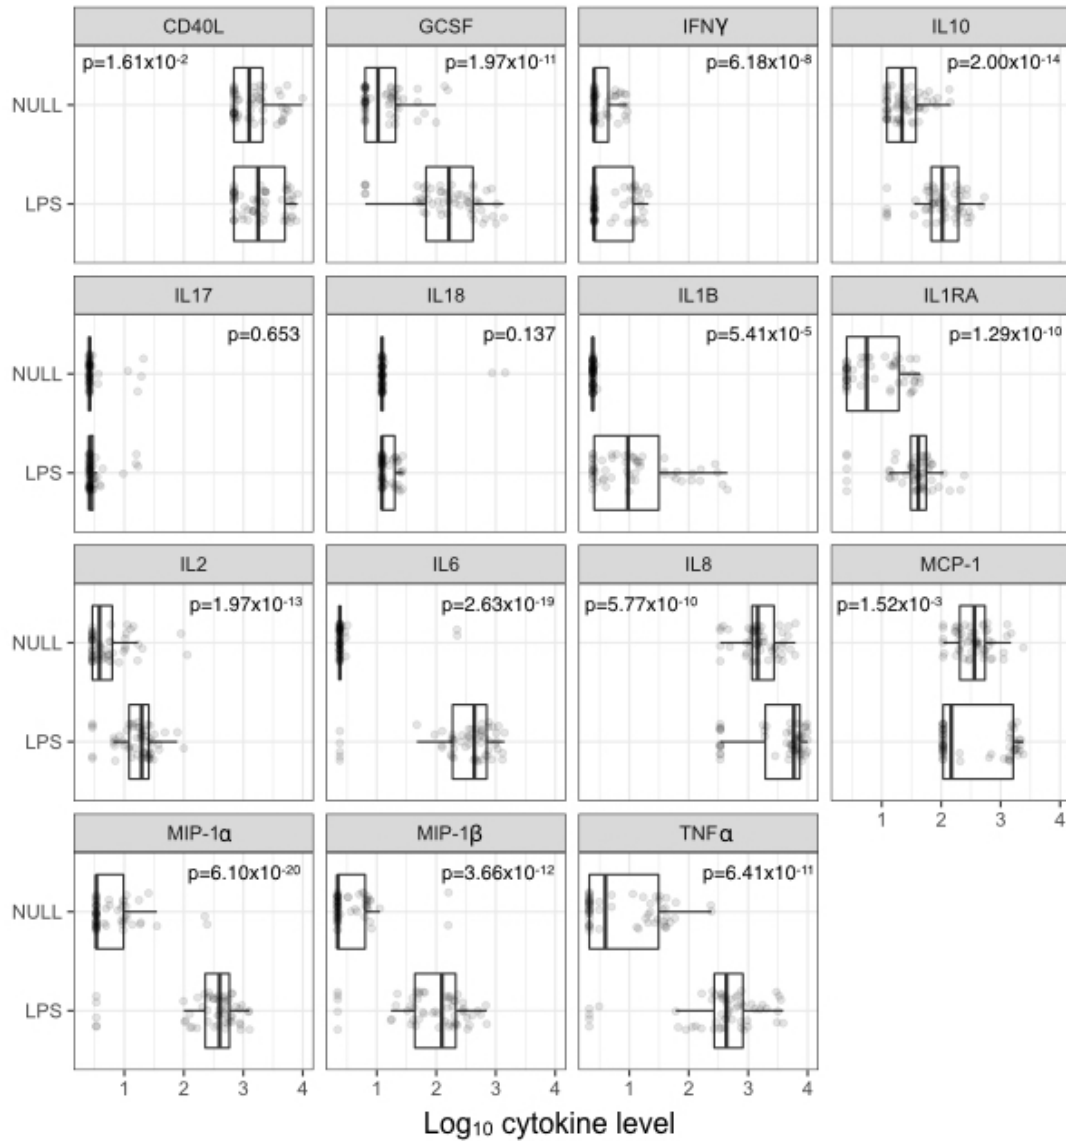 CD40L GCSF IFNγ IL10
p=1.61x10⁻² p=1.97x10⁻¹¹ p=6.18x10⁻⁸ p=2.00x10⁻¹⁴
NULL
LPS
IL17 IL18 IL1B IL1RA
p=0.653 p=0.137 p=5.41x10⁻⁵ p=1.29x10⁻¹⁰
NULL
LPS
IL2 IL6 IL8 MCP-1
p=1.97x10⁻¹³ p=2.63x10⁻¹⁹ p=5.77x10⁻¹⁰ p=1.52x10⁻³
NULL
LPS
1 2 3 4
MIP-1α MIP-1β TNFα
p=6.10x10⁻²⁰ p=3.66x10⁻¹² p=6.41x10⁻¹¹
NULL
LPS
1 2 3 4 1 2 3 4 1 2 3 4
Log₁₀ cytokine level